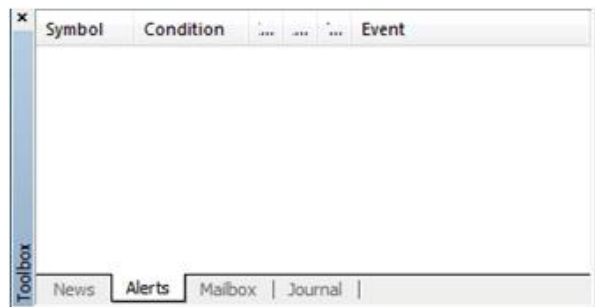 Symbol Condition ... ... ... Event
Toolbox
News Alerts Mailbox | Journal |